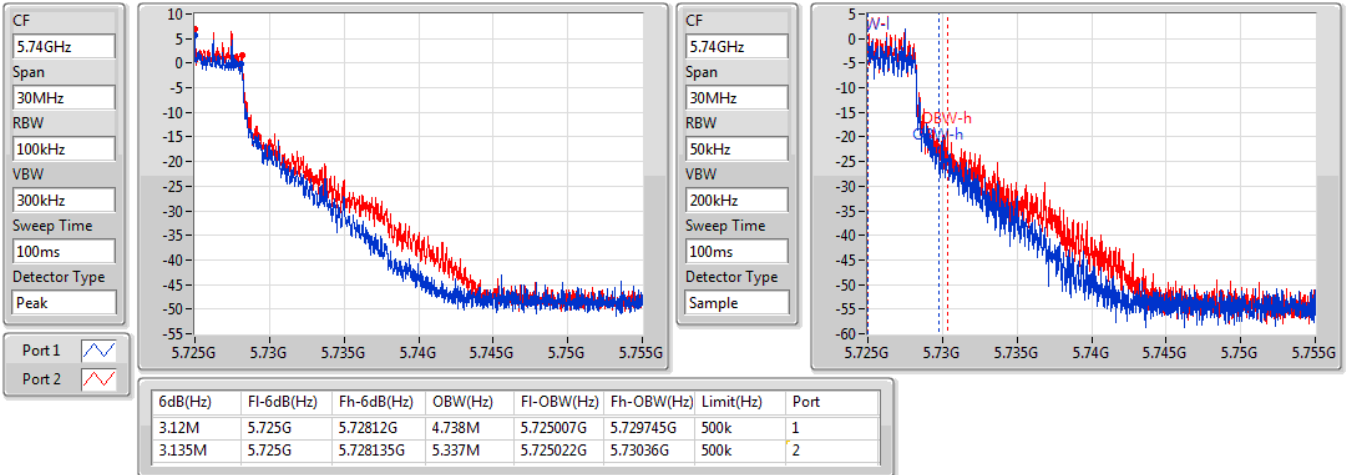 CF
5.74GHz
Span
30MHz
RBW
100kHz
VBW
300kHz
Sweep Time
100ms
Detector Type
Peak
Port 1
Port 2
10
5
0
-5
-10
-15
-20
-25
-30
-35
-40
-45
-50
-55
5.725G 5.73G 5.735G 5.74G 5.745G 5.75G 5.755G
CF
5.74GHz
Span
30MHz
RBW
50kHz
VBW
200kHz
Sweep Time
100ms
Detector Type
Sample
5
0
-5
-10
-15
-20
-25
-30
-35
-40
-45
-50
-55
-60
W-l
OBW-h
OBW-h
5.725G 5.73G 5.735G 5.74G 5.745G 5.75G 5.755G
6dB(Hz) Fl-6dB(Hz) Fh-6dB(Hz) OBW(Hz) Fl-OBW(Hz) Fh-OBW(Hz) Limit(Hz) Port
3.12M 5.725G 5.72812G 4.738M 5.725007G 5.729745G 500k 1
3.135M 5.725G 5.728135G 5.337M 5.725022G 5.73036G 500k 2